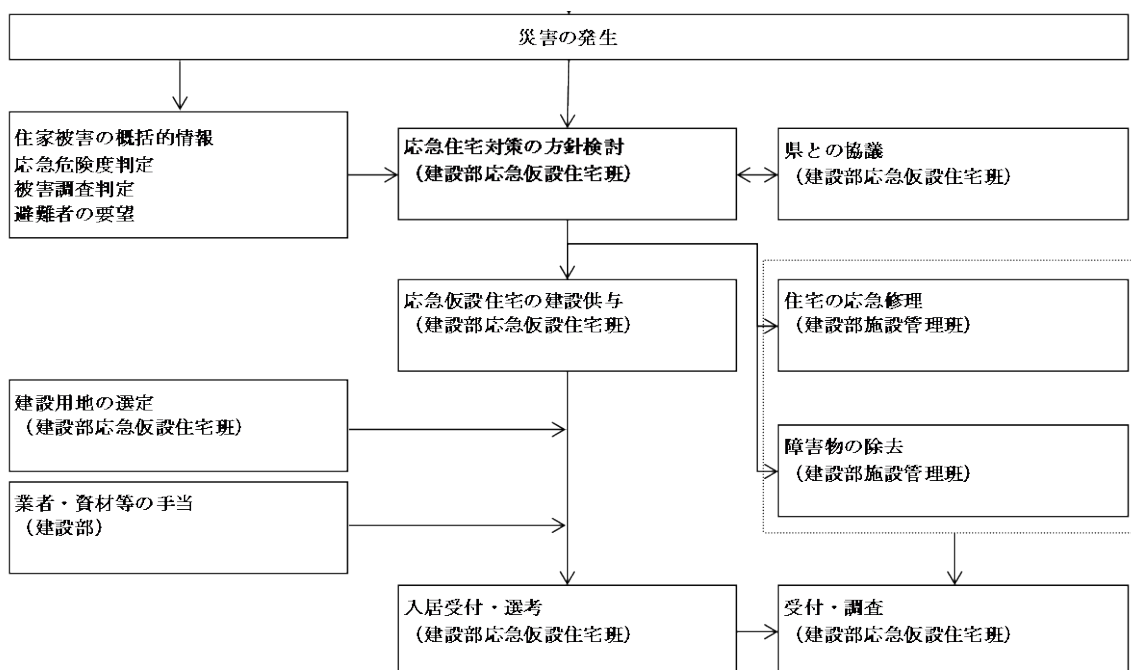 災害の発生
住家被害の概括的情報
応急危険度判定
被害調査判定
避難者の要望
応急住宅対策の方針検討
（建設部応急仮設住宅班）
県との協議
（建設部応急仮設住宅班）
応急仮設住宅の建設供与
（建設部応急仮設住宅班）
住宅の応急修理
（建設部施設管理班）
建設用地の選定
（建設部応急仮設住宅班）
障害物の除去
（建設部施設管理班）
業者・資材等の手当
（建設部）
入居受付・選考
（建設部応急仮設住宅班）
受付・調査
（建設部応急仮設住宅班）